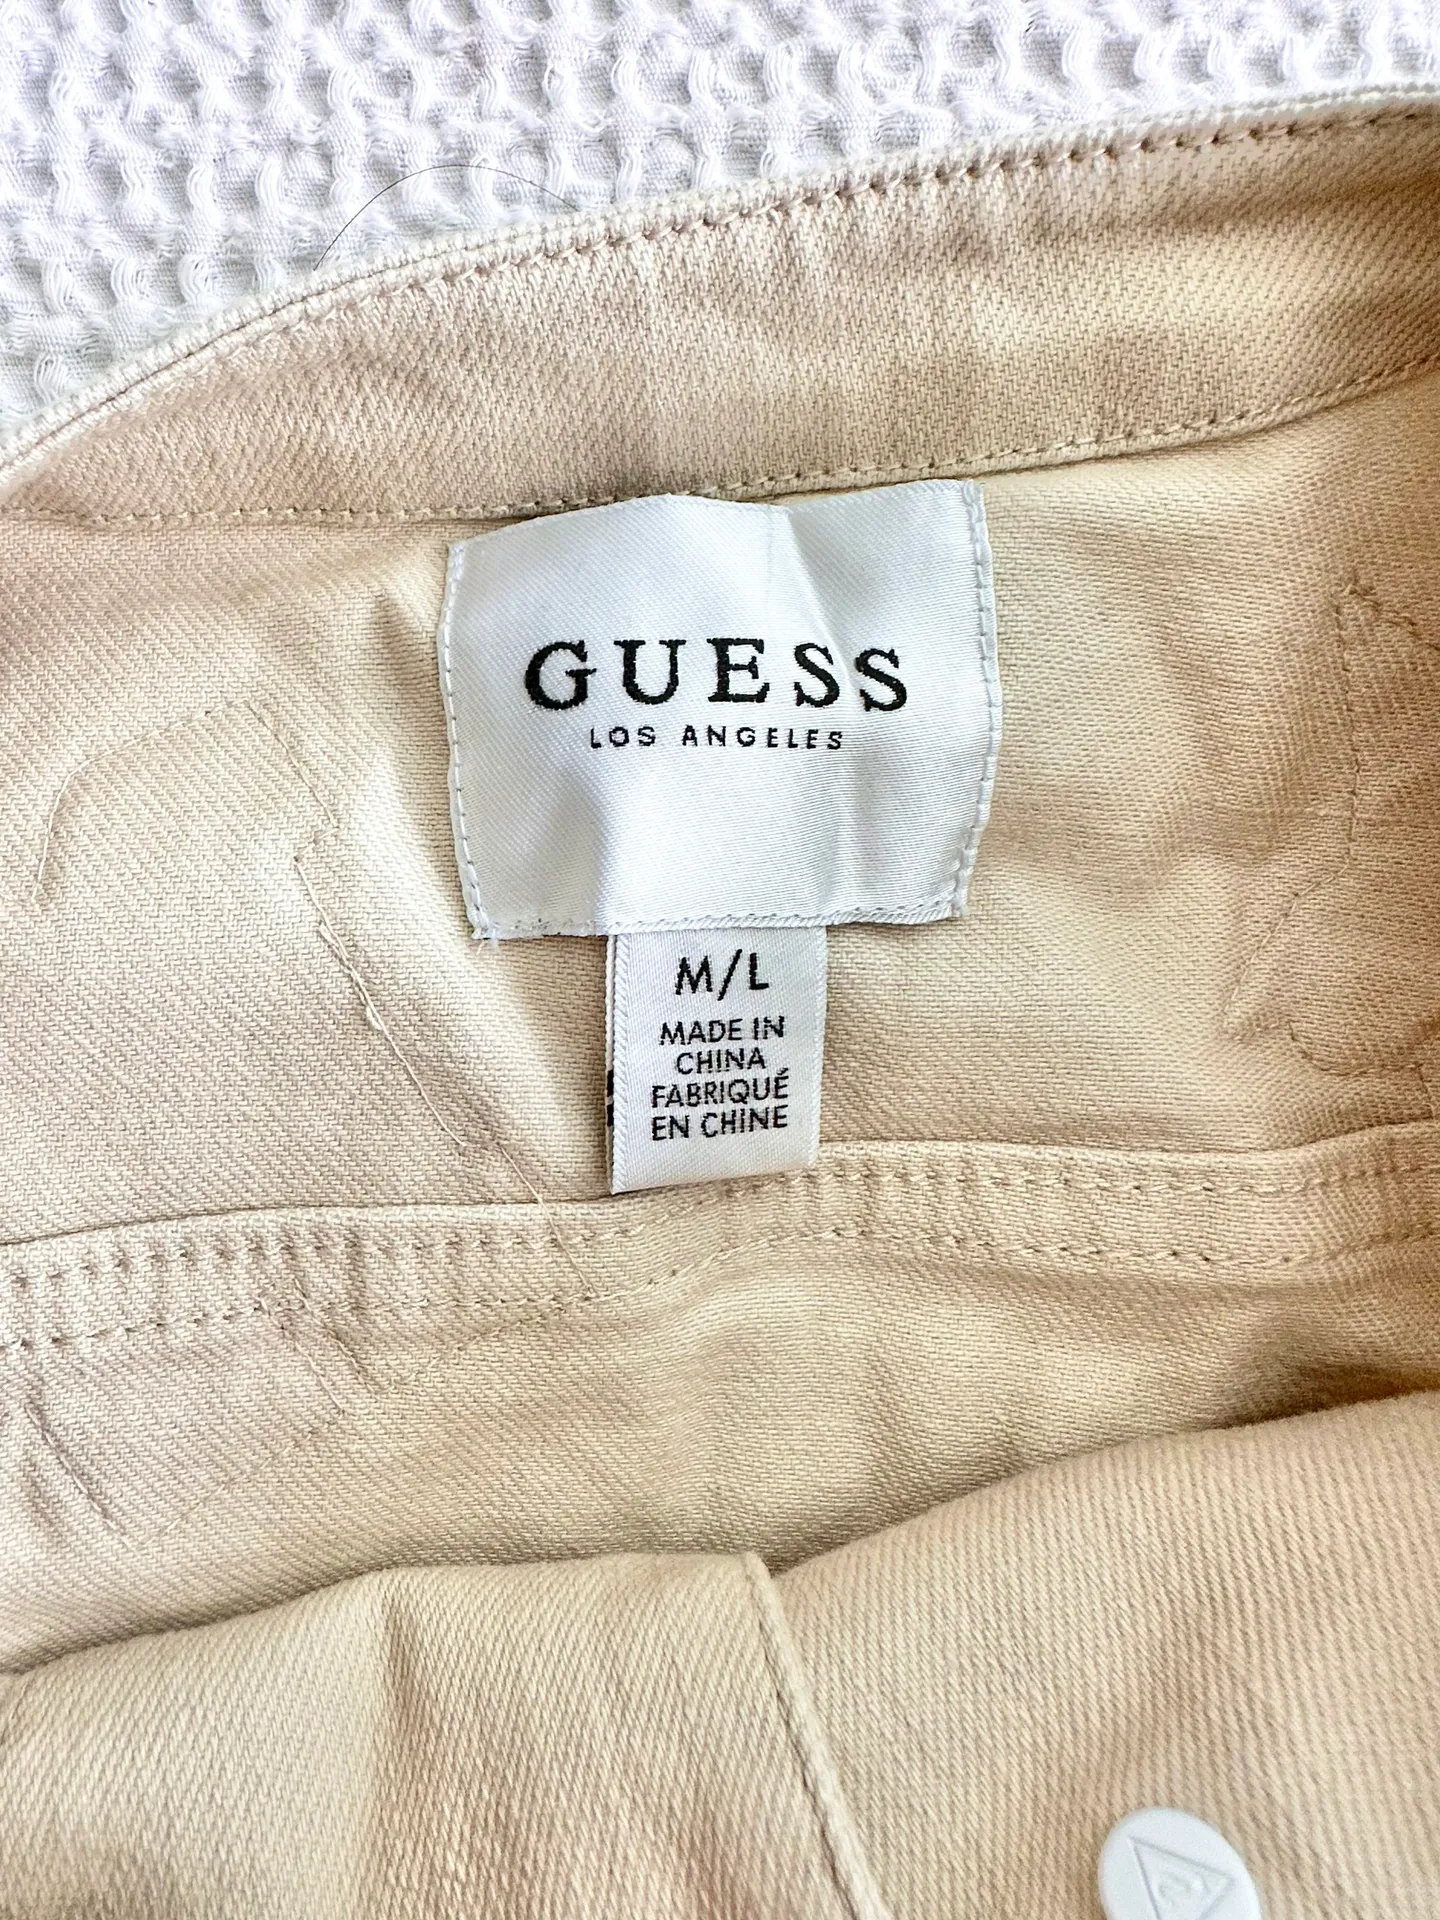 GUESS
LOS ANGELES
M/L
MADE IN
CHINA
FABRIQUÉ
EN CHINE